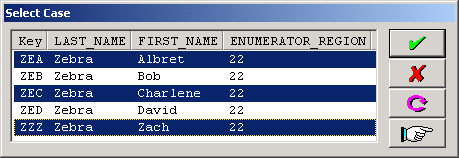 Select Case
Key LAST_NAME FIRST_NAME ENUMERATOR_REGION
ZEA Zebra Albret 22
ZEB Zebra Bob 22
ZEC Zebra Charlene 22
ZED Zebra David 22
ZZZ Zebra Zach 22